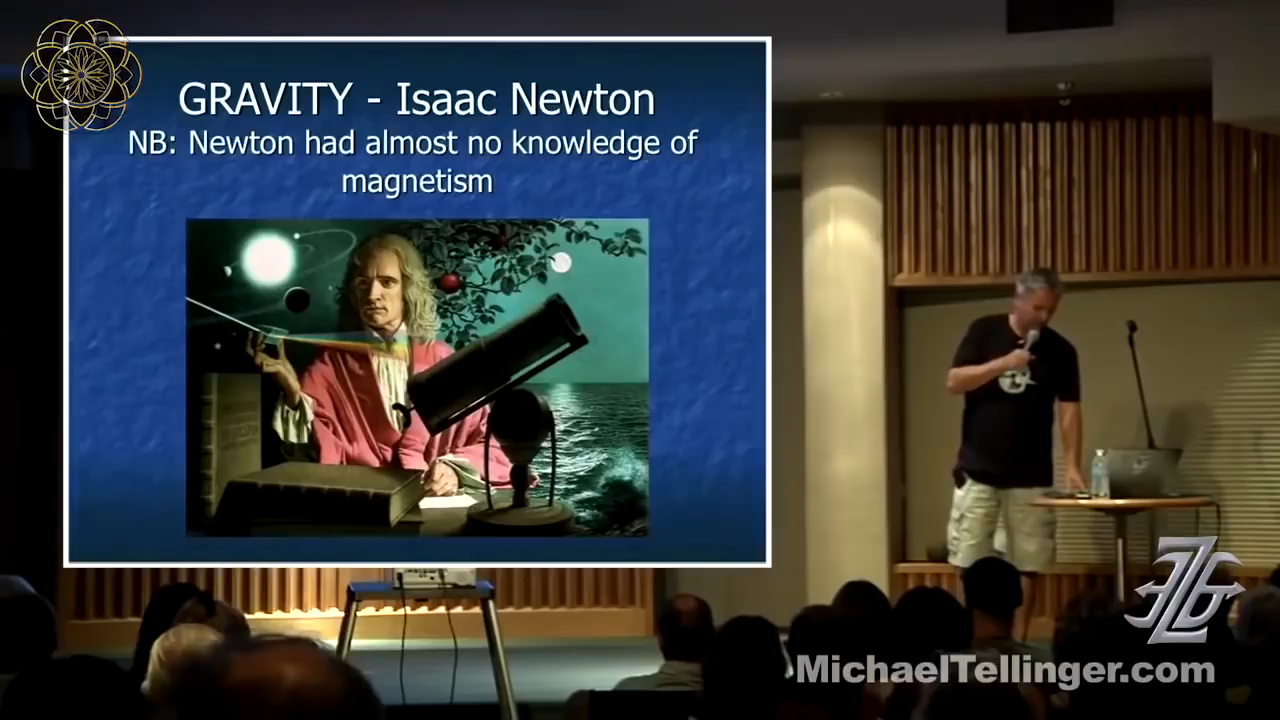 GRAVITY - Isaac Newton
NB: Newton had almost no knowledge of
magnetism
MichaelTellinger.com